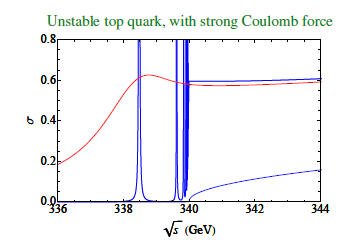 Unstable top quark, with strong Coulomb force
0.8
0.6
σ
0.4
0.2
0.0
336 338 340 342 344
√s (GeV)